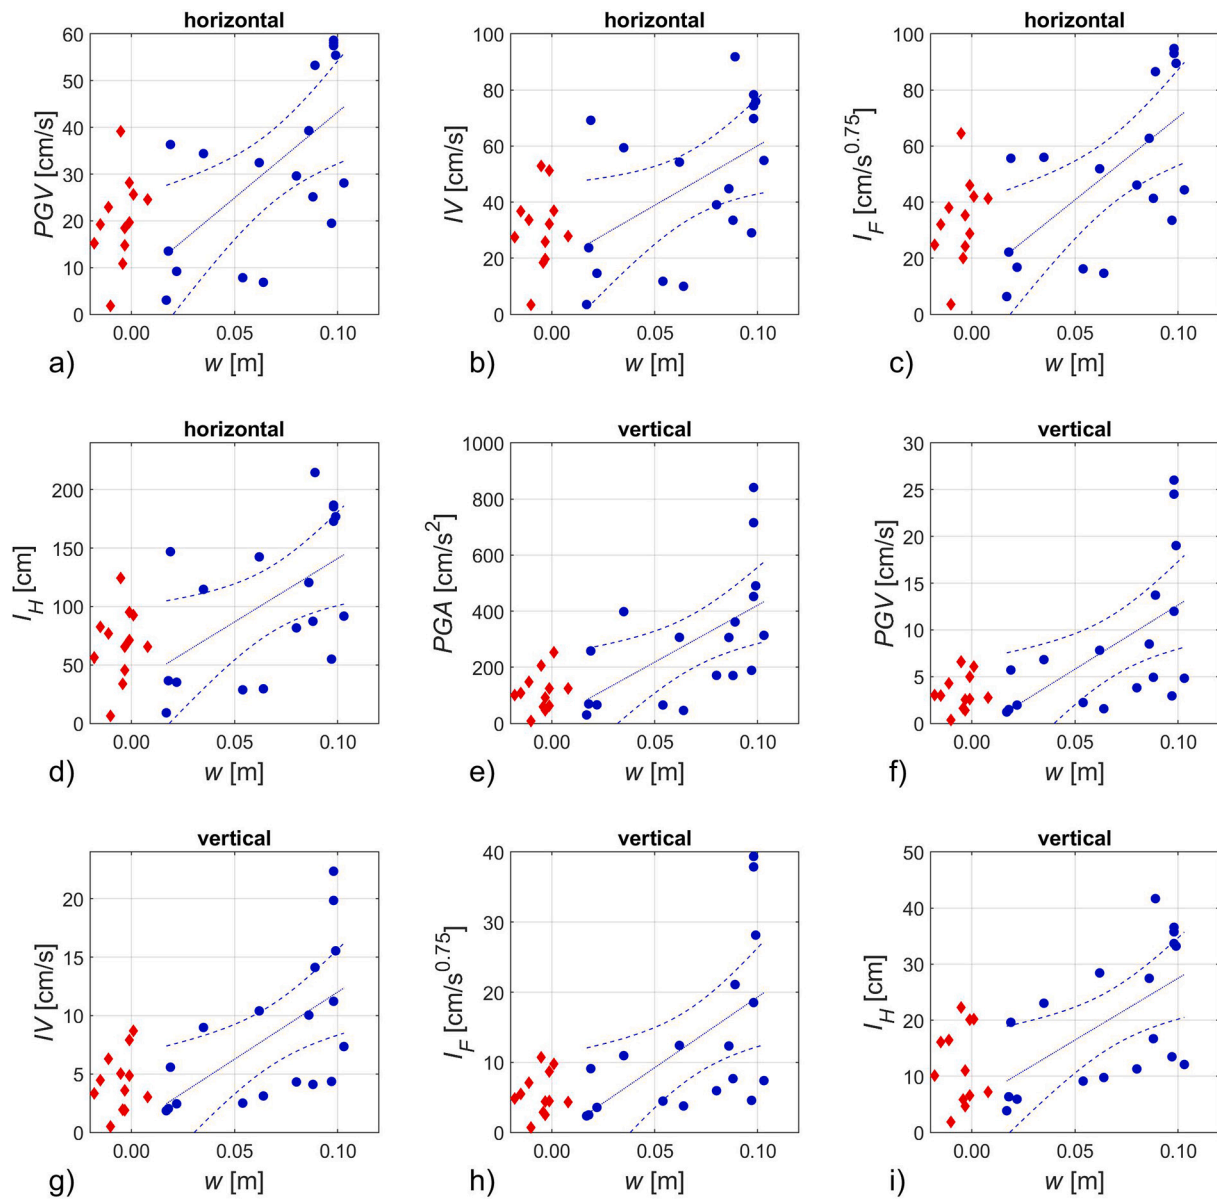 horizontal
60
50
40
30
20
10
0
PGV [cm/s]
0.00 0.05 0.10
a) w [m]
horizontal
100
80
60
40
20
0
IV [cm/s]
0.00 0.05 0.10
b) w [m]
horizontal
100
80
60
40
20
0
I_F [cm/s^0.75]
0.00 0.05 0.10
c) w [m]
horizontal
200
150
100
50
0
I_H [cm]
0.00 0.05 0.10
d) w [m]
vertical
1000
800
600
400
200
0
PGA [cm/s^2]
0.00 0.05 0.10
e) w [m]
vertical
30
25
20
15
10
5
0
PGV [cm/s]
0.00 0.05 0.10
f) w [m]
vertical
20
15
10
5
0
IV [cm/s]
0.00 0.05 0.10
g) w [m]
vertical
40
30
20
10
0
I_F [cm/s^0.75]
0.00 0.05 0.10
h) w [m]
vertical
50
40
30
20
10
0
I_H [cm]
0.00 0.05 0.10
i) w [m]